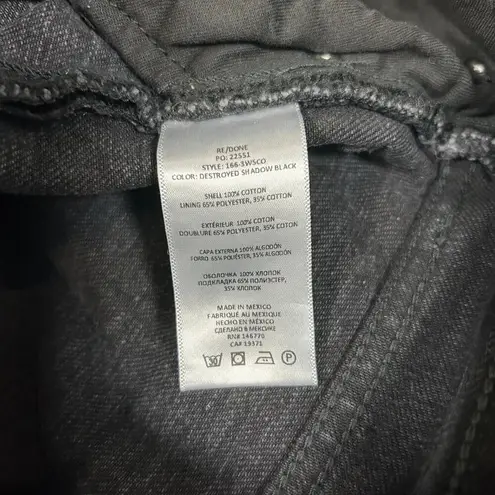 RE/DONE
PO: 22551
STYLE: 166-3W5CO
COLOR: DESTROYED SHADOW BLACK
SHELL 100% COTTON
LINING 65% POLYESTER, 35% COTTON
EXTÉRIEUR 100% COTON
DOUBLURE 65% POLYESTER, 35% COTON
CAPA EXTERNA 100% ALGODÓN
FORRO 65% POLIÉSTER, 35% ALGODÓN
ОБОЛОЧКА 100% ХЛОПОК
ПОДКЛАДКА 65% ПОЛИЭСТЕР,
35% ХЛОПОК
MADE IN MEXICO
FABRIQUÉ AU MEXIQUE
HECHO EN MÉXICO
СДЕЛАНО В МЕКСИКЕ
RN# 146770
CA# 19371
30 P